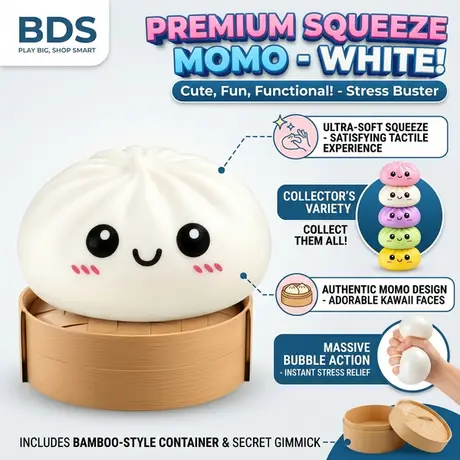 BDS
PLAY BIG, SHOP SMART
PREMIUM SQUEEZE
MOMO - WHITE!
Cute, Fun, Functional! - Stress Buster
ULTRA-SOFT SQUEEZE
- SATISFYING TACTILE
EXPERIENCE
COLLECTOR'S
VARIETY
COLLECT
THEM ALL!
AUTHENTIC MOMO DESIGN
- ADORABLE KAWAII FACES
MASSIVE
BUBBLE ACTION
- INSTANT STRESS RELIEF
INCLUDES BAMBOO-STYLE CONTAINER & SECRET GIMMICK